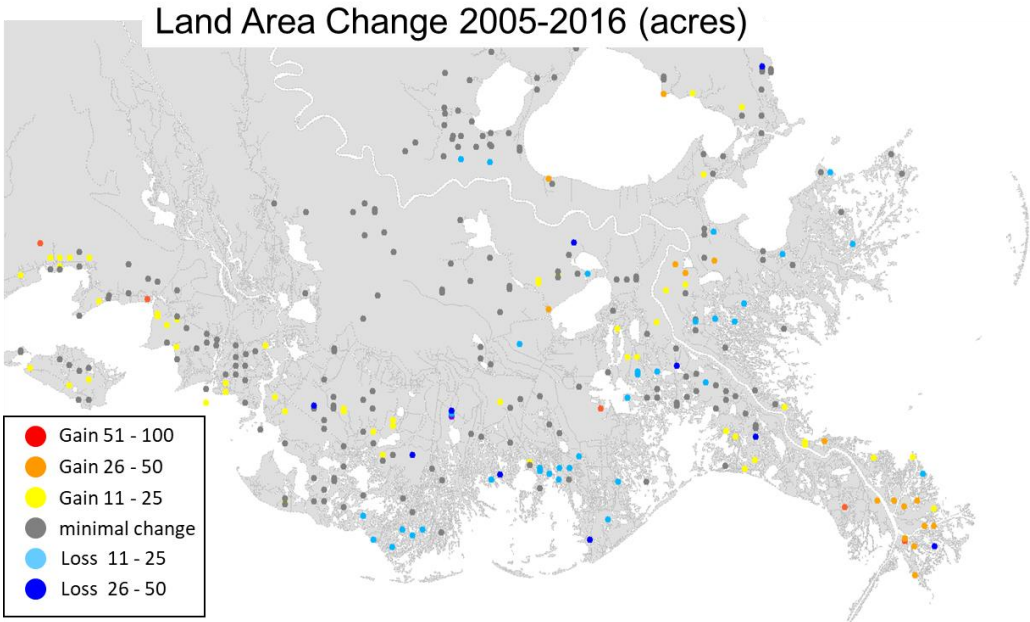 Land Area Change 2005-2016 (acres)
Gain 51 - 100
Gain 26 - 50
Gain 11 - 25
minimal change
Loss 11 - 25
Loss 26 - 50